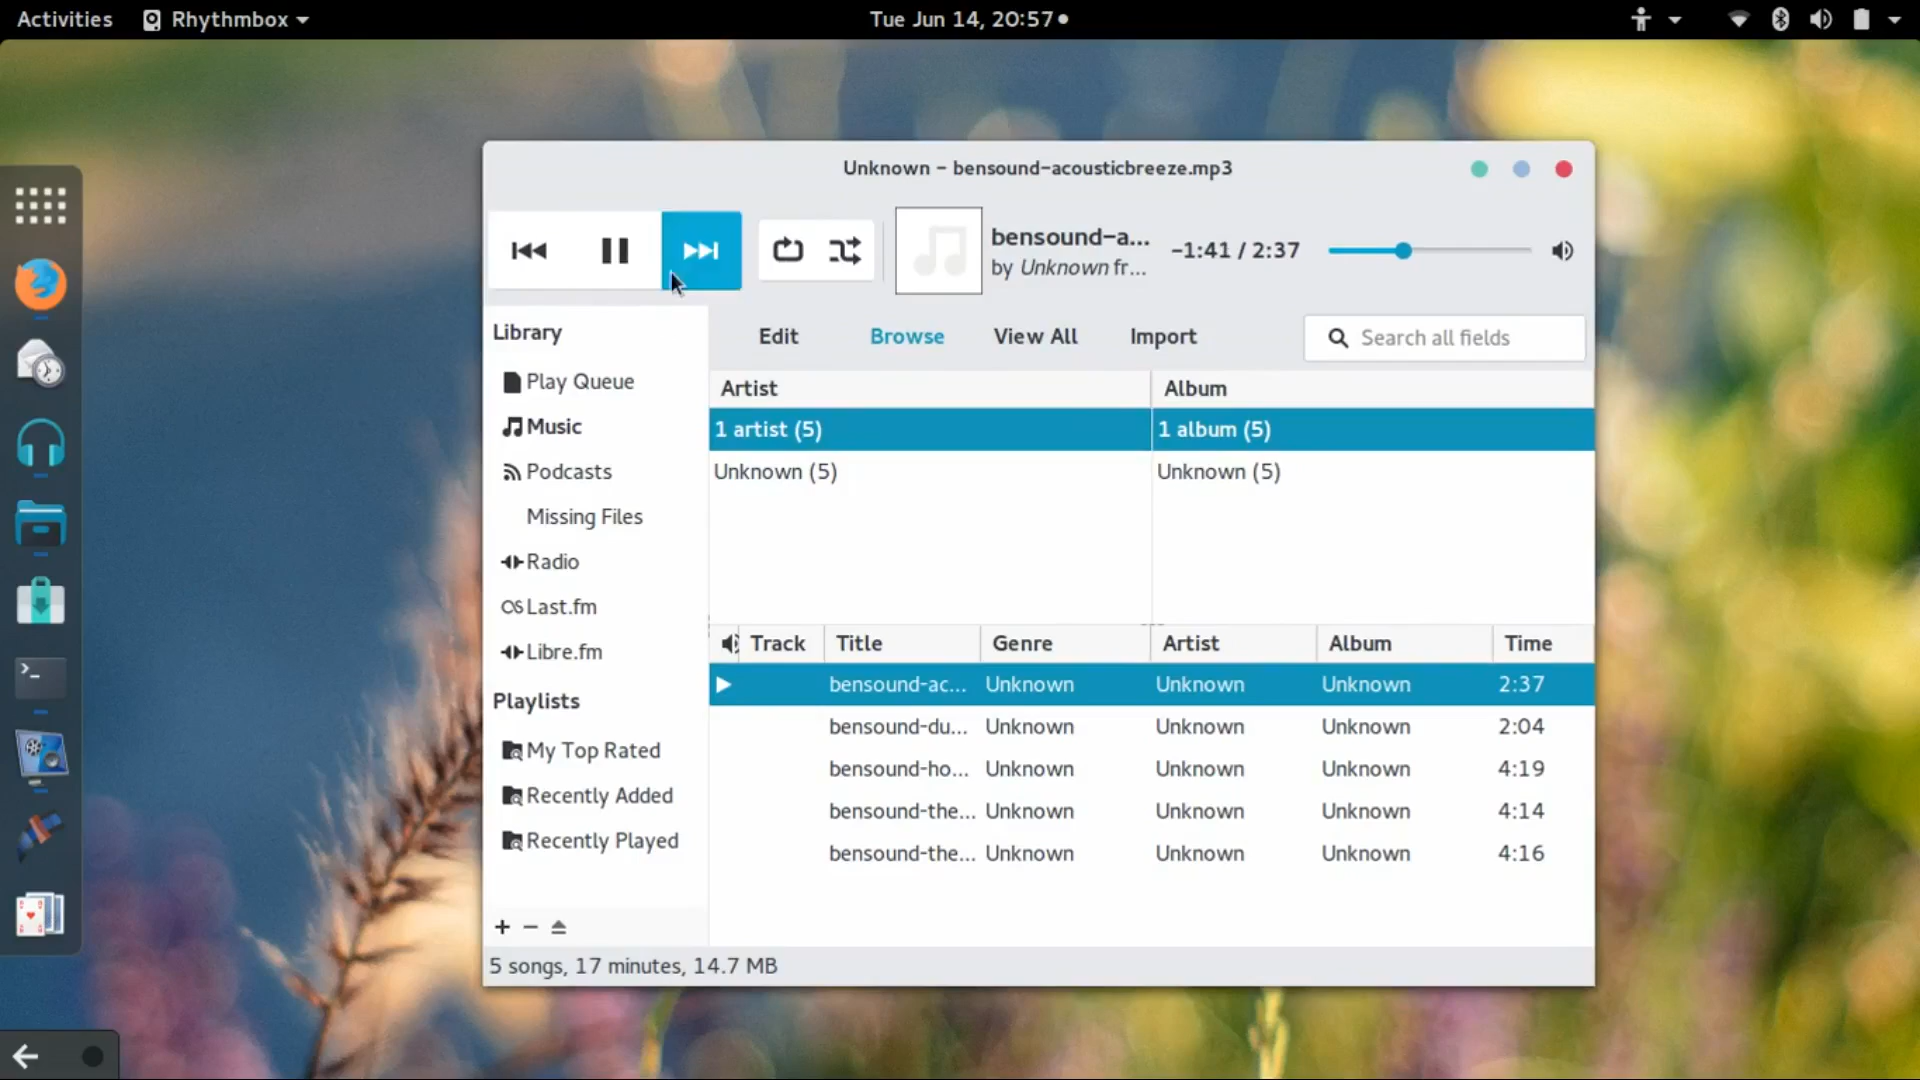 Activities Rhythmbox Tue Jun 14, 20:57
Unknown - bensound-acousticbreeze.mp3
bensound-a... -1:41 / 2:37
by Unknown fr...
Library
Edit Browse View All Import Search all fields
Play Queue
Music
Podcasts
Missing Files
Radio
Last.fm
Libre.fm
Playlists
My Top Rated
Recently Added
Recently Played
Artist Album
1 artist (5) 1 album (5)
Unknown (5) Unknown (5)
Track Title Genre Artist Album Time
bensound-ac... Unknown Unknown Unknown 2:37
bensound-du... Unknown Unknown Unknown 2:04
bensound-ho... Unknown Unknown Unknown 4:19
bensound-the... Unknown Unknown Unknown 4:14
bensound-the... Unknown Unknown Unknown 4:16
5 songs, 17 minutes, 14.7 MB